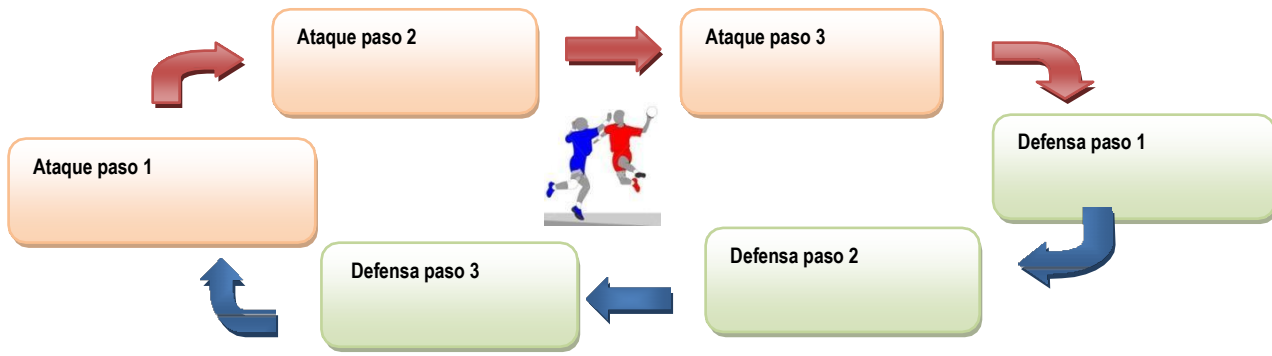 Ataque paso 1
Ataque paso 2
Ataque paso 3
Defensa paso 1
Defensa paso 2
Defensa paso 3